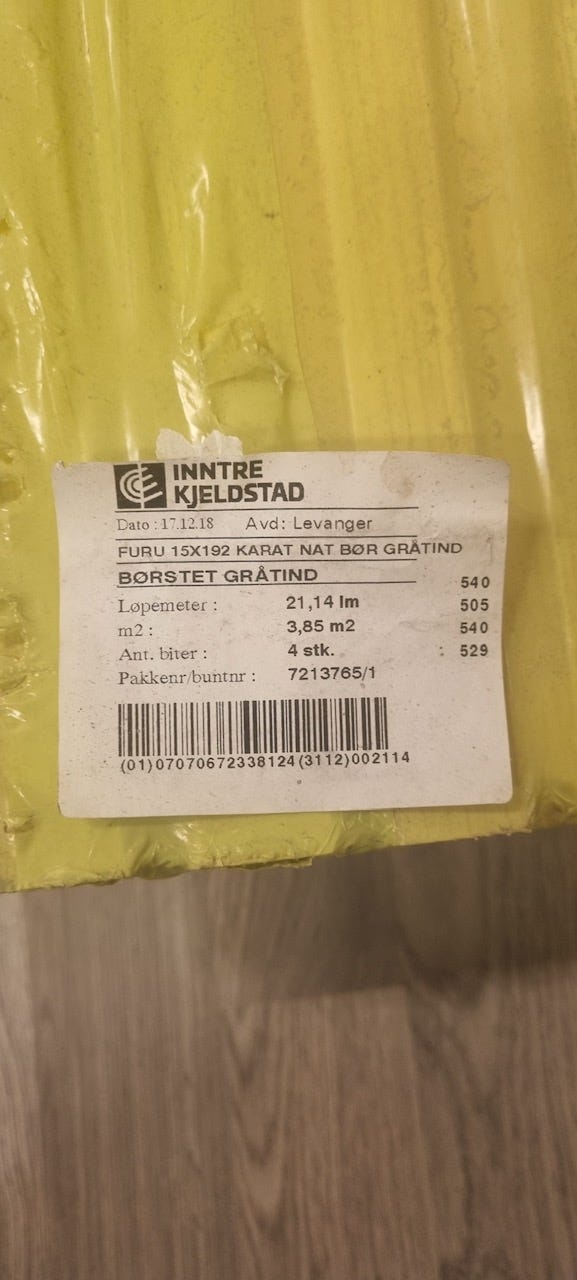 INNTRE
KJELDSTAD
Dato : 17.12.18 Avd: Levanger
FURU 15X192 KARAT NAT BØR GRÅTIND
BØRSTET GRÅTIND 540
Løpemeter : 21,14 lm 505
m2 : 3,85 m2 540
Ant. biter : 4 stk. : 529
Pakkenr/buntnr : 7213765/1
(01)07070672338124(3112)002114